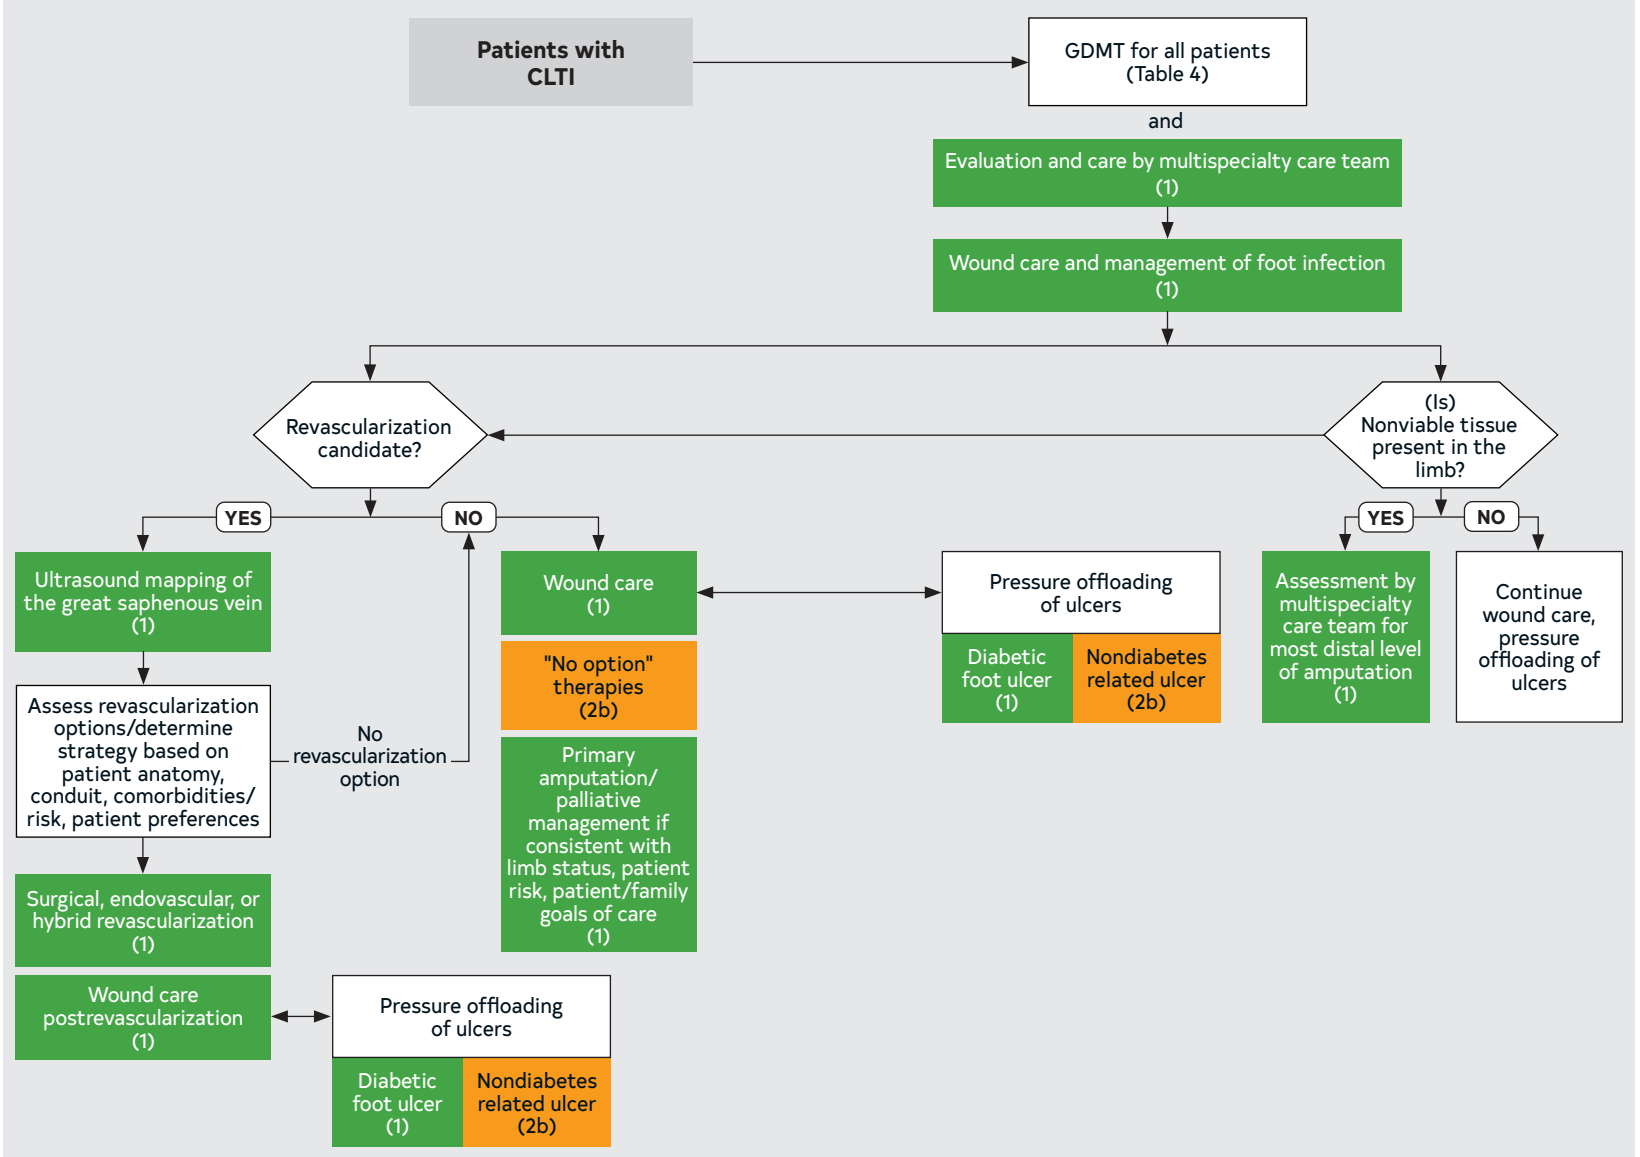 Patients with
CLTI
GDMT for all patients
(Table 4)
and
Evaluation and care by multispecialty care team
(1)
Wound care and management of foot infection
(1)
Revascularization
candidate?
(Is)
Nonviable tissue
present in the
limb?
YES
NO
YES
NO
Ultrasound mapping of
the great saphenous vein
(1)
Wound care
(1)
Pressure offloading
of ulcers
Diabetic
foot ulcer
(1)
Nondiabetes
related ulcer
(2b)
Assessment by
multispecialty
care team for
most distal level
of amputation
(1)
Continue
wound care,
pressure
offloading of
ulcers
"No option"
therapies
(2b)
Assess revascularization
options/determine
strategy based on
patient anatomy,
conduit, comorbidities/
risk, patient preferences
No
revascularization
option
Primary
amputation/
palliative
management if
consistent with
limb status, patient
risk, patient/family
goals of care
(1)
Surgical, endovascular, or
hybrid revascularization
(1)
Wound care
postrevascularization
(1)
Pressure offloading
of ulcers
Diabetic
foot ulcer
(1)
Nondiabetes
related ulcer
(2b)